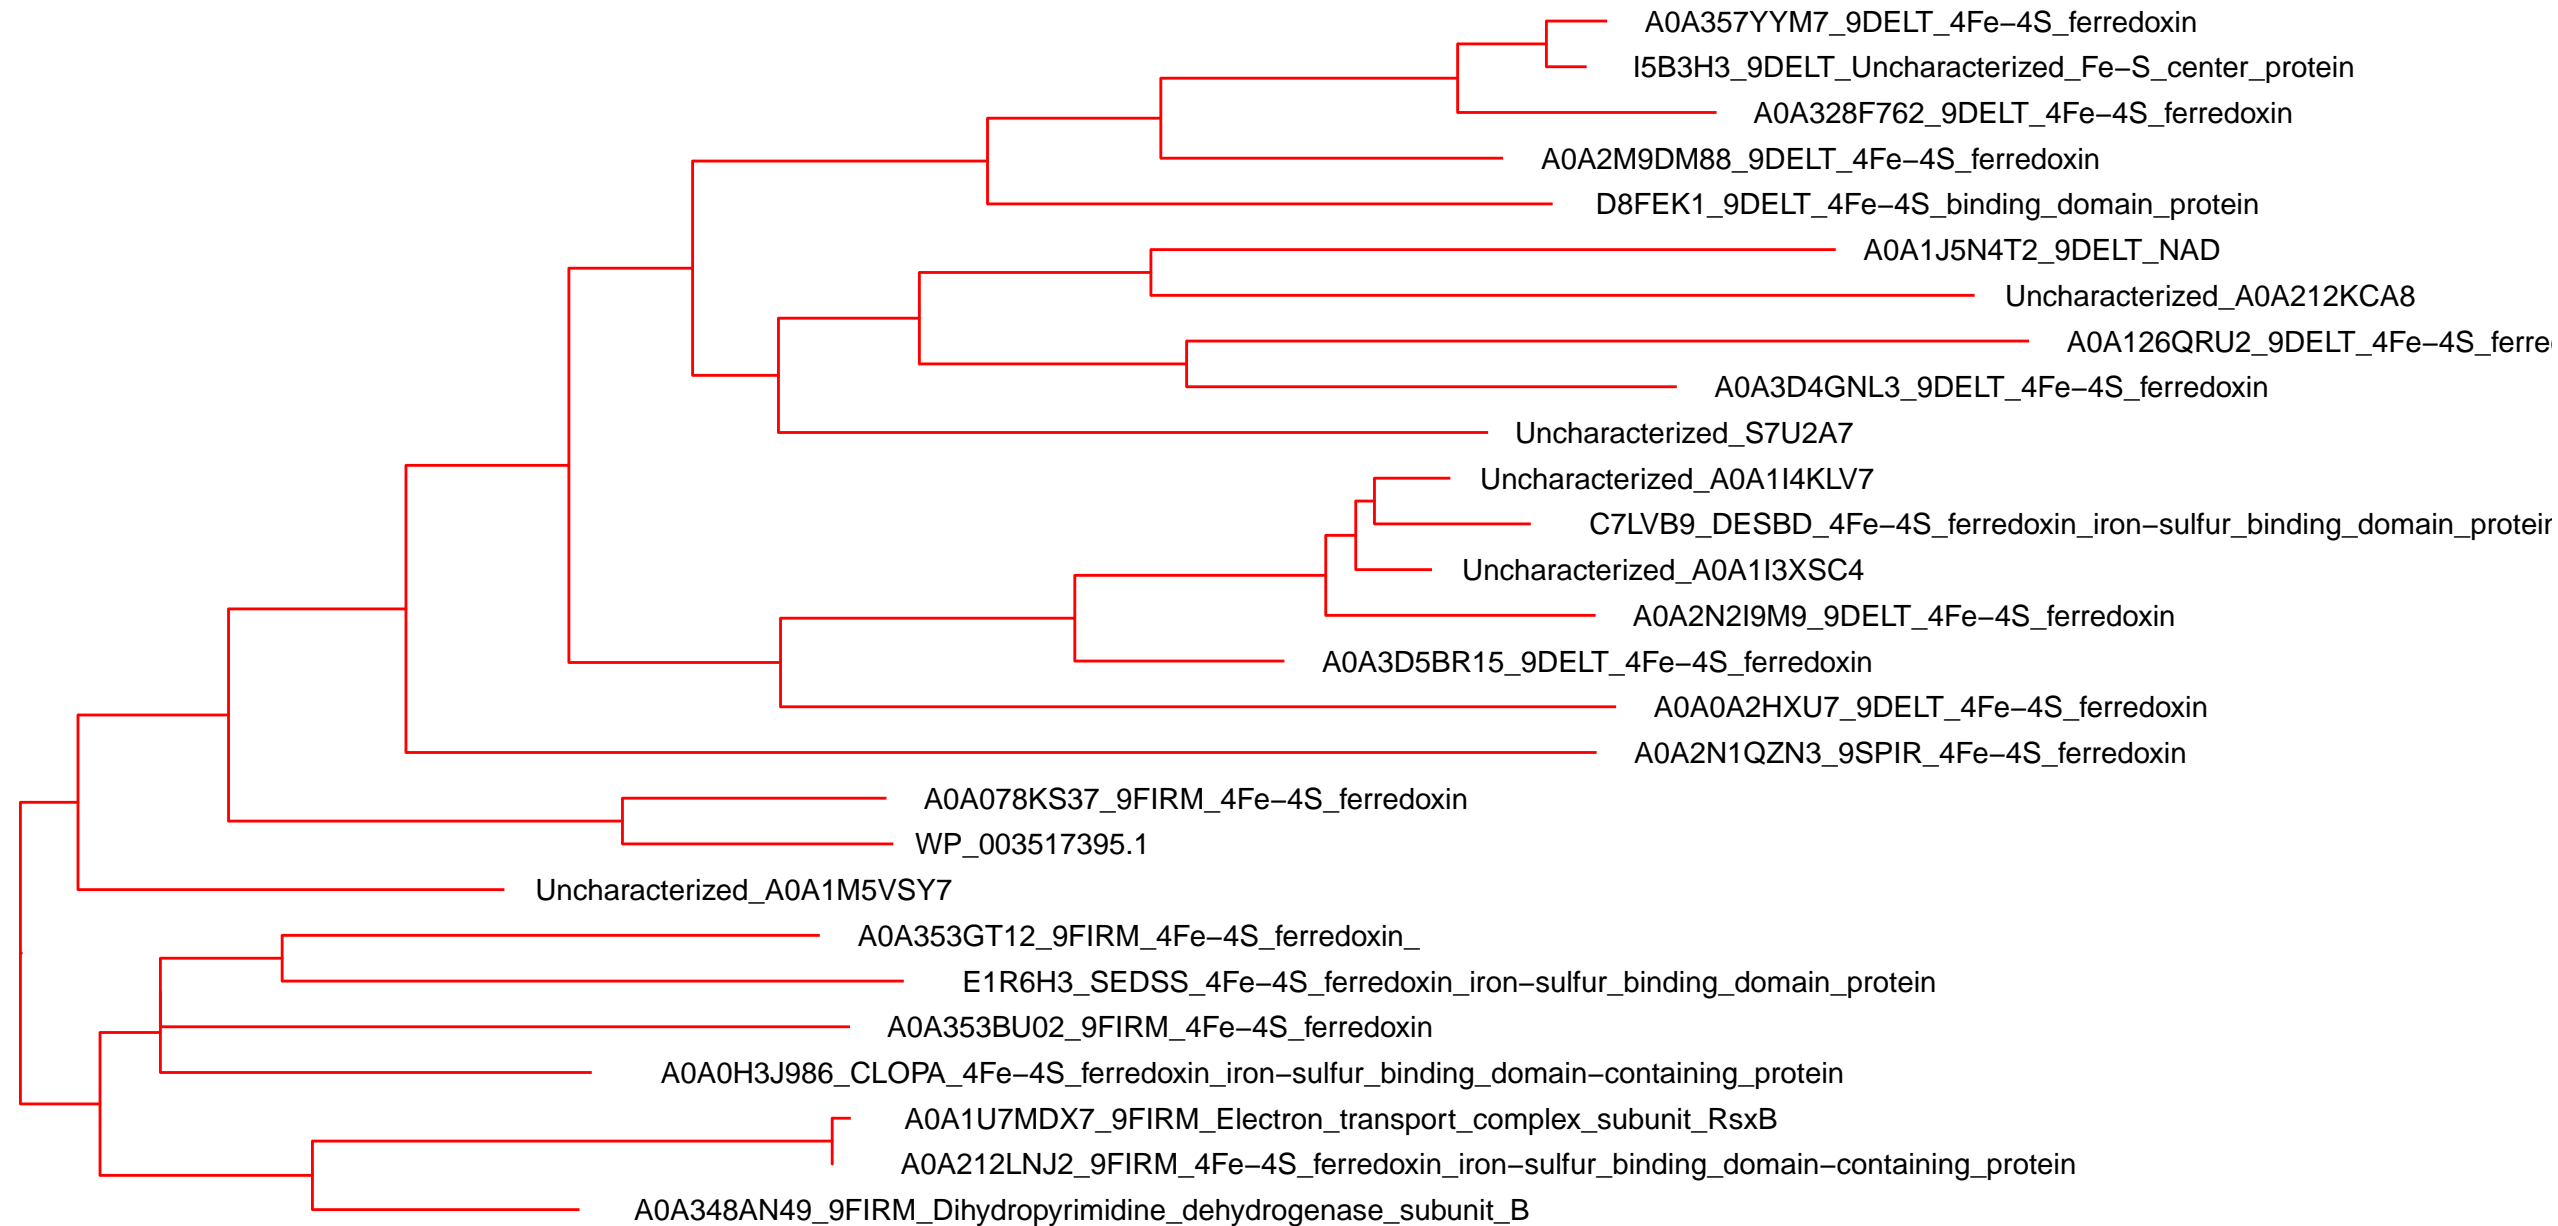 A0A357YYM7_9DELT_4Fe−4S_ferredoxin
I5B3H3_9DELT_Uncharacterized_Fe−S_center_protein
A0A328F762_9DELT_4Fe−4S_ferredoxin
A0A2M9DM88_9DELT_4Fe−4S_ferredoxin
D8FEK1_9DELT_4Fe−4S_binding_domain_protein
A0A1J5N4T2_9DELT_NAD
Uncharacterized_A0A212KCA8
A0A126QRU2_9DELT_4Fe−4S_ferre
A0A3D4GNL3_9DELT_4Fe−4S_ferredoxin
Uncharacterized_S7U2A7
Uncharacterized_A0A1I4KLV7
C7LVB9_DESBD_4Fe−4S_ferredoxin_iron−sulfur_binding_domain_protein
Uncharacterized_A0A1I3XSC4
A0A2N2I9M9_9DELT_4Fe−4S_ferredoxin
A0A3D5BR15_9DELT_4Fe−4S_ferredoxin
A0A0A2HXU7_9DELT_4Fe−4S_ferredoxin
A0A2N1QZN3_9SPIR_4Fe−4S_ferredoxin
A0A078KS37_9FIRM_4Fe−4S_ferredoxin
WP_003517395.1
Uncharacterized_A0A1M5VSY7
A0A353GT12_9FIRM_4Fe−4S_ferredoxin_
E1R6H3_SEDSS_4Fe−4S_ferredoxin_iron−sulfur_binding_domain_protein
A0A353BU02_9FIRM_4Fe−4S_ferredoxin
A0A0H3J986_CLOPA_4Fe−4S_ferredoxin_iron−sulfur_binding_domain−containing_protein
A0A1U7MDX7_9FIRM_Electron_transport_complex_subunit_RsxB
A0A212LNJ2_9FIRM_4Fe−4S_ferredoxin_iron−sulfur_binding_domain−containing_protein
A0A348AN49_9FIRM_Dihydropyrimidine_dehydrogenase_subunit_B